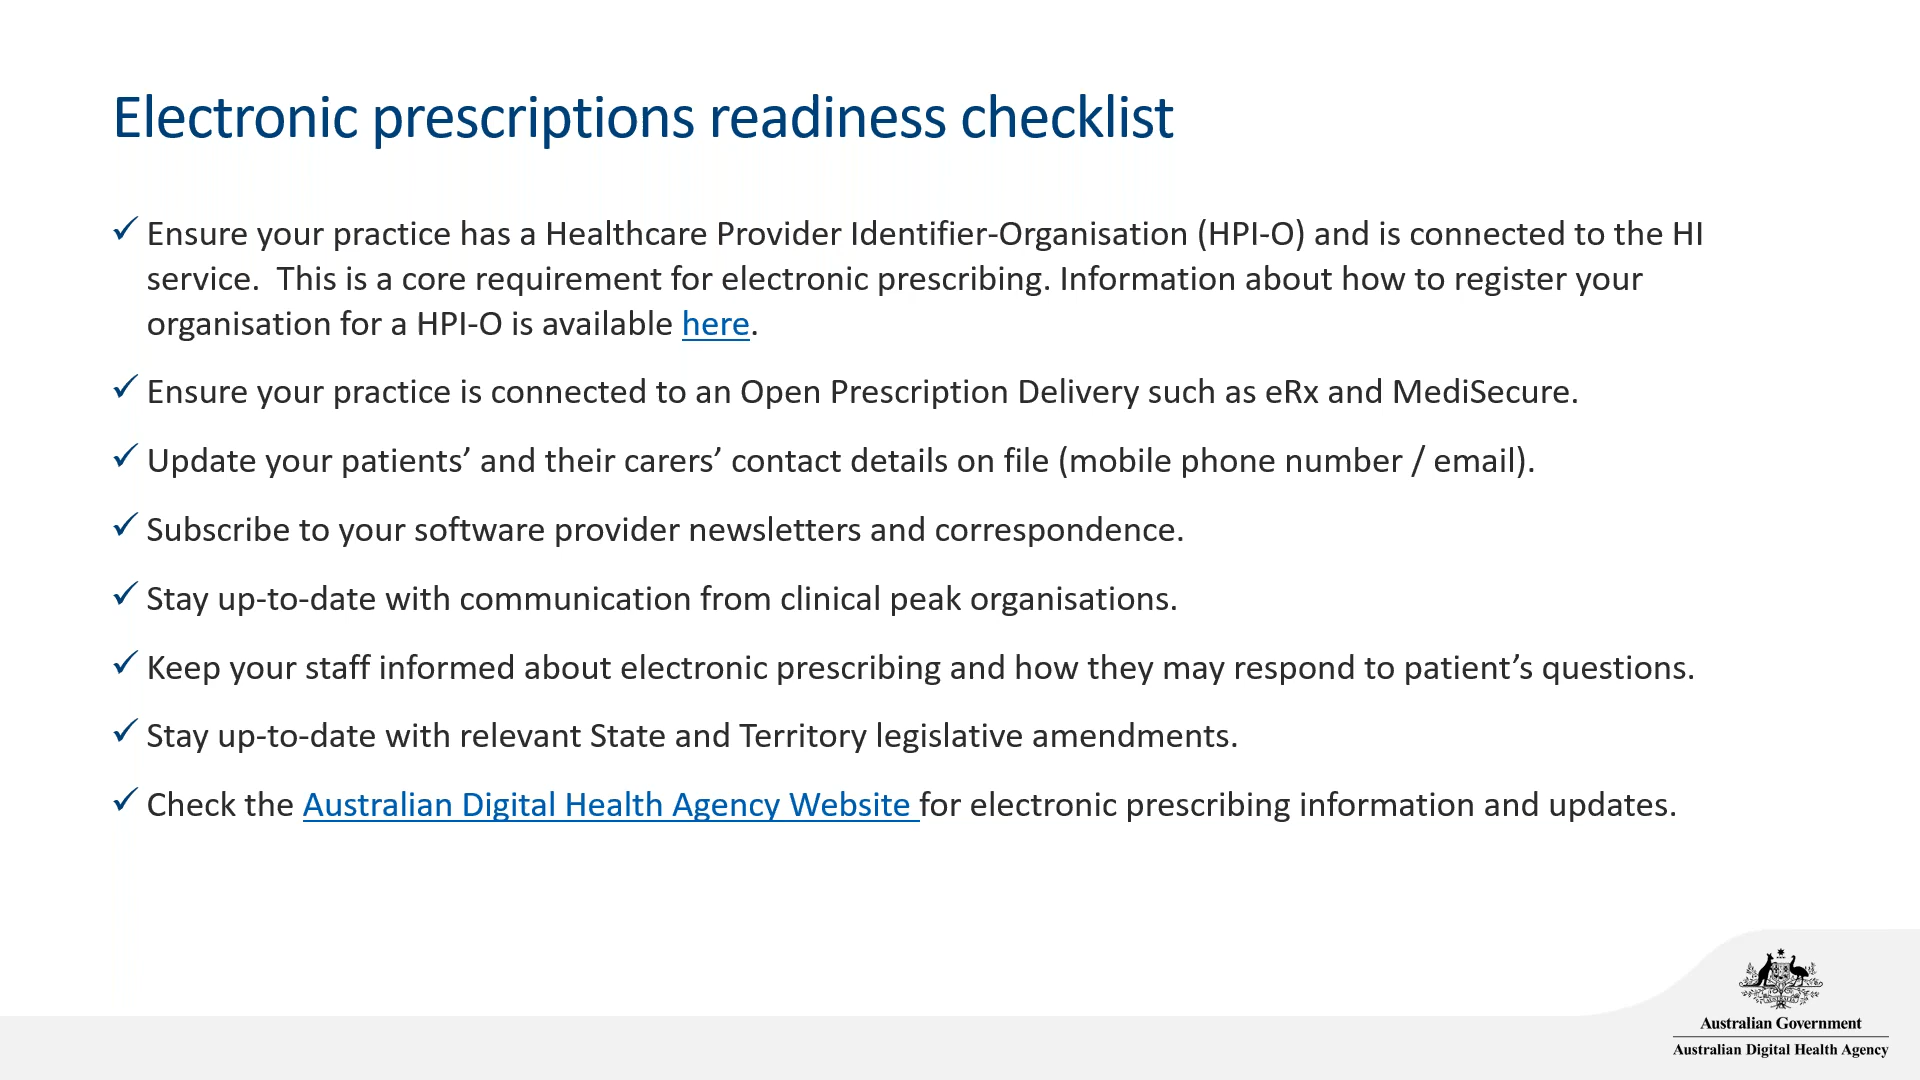 Electronic prescriptions readiness checklist
✓ Ensure your practice has a Healthcare Provider Identifier-Organisation (HPI-O) and is connected to the HI
service.  This is a core requirement for electronic prescribing. Information about how to register your
organisation for a HPI-O is available here.
✓ Ensure your practice is connected to an Open Prescription Delivery such as eRx and MediSecure.
✓ Update your patients’ and their carers’ contact details on file (mobile phone number / email).
✓ Subscribe to your software provider newsletters and correspondence.
✓ Stay up-to-date with communication from clinical peak organisations.
✓ Keep your staff informed about electronic prescribing and how they may respond to patient’s questions.
✓ Stay up-to-date with relevant State and Territory legislative amendments.
✓ Check the Australian Digital Health Agency Website for electronic prescribing information and updates.
Australian Government
Australian Digital Health Agency